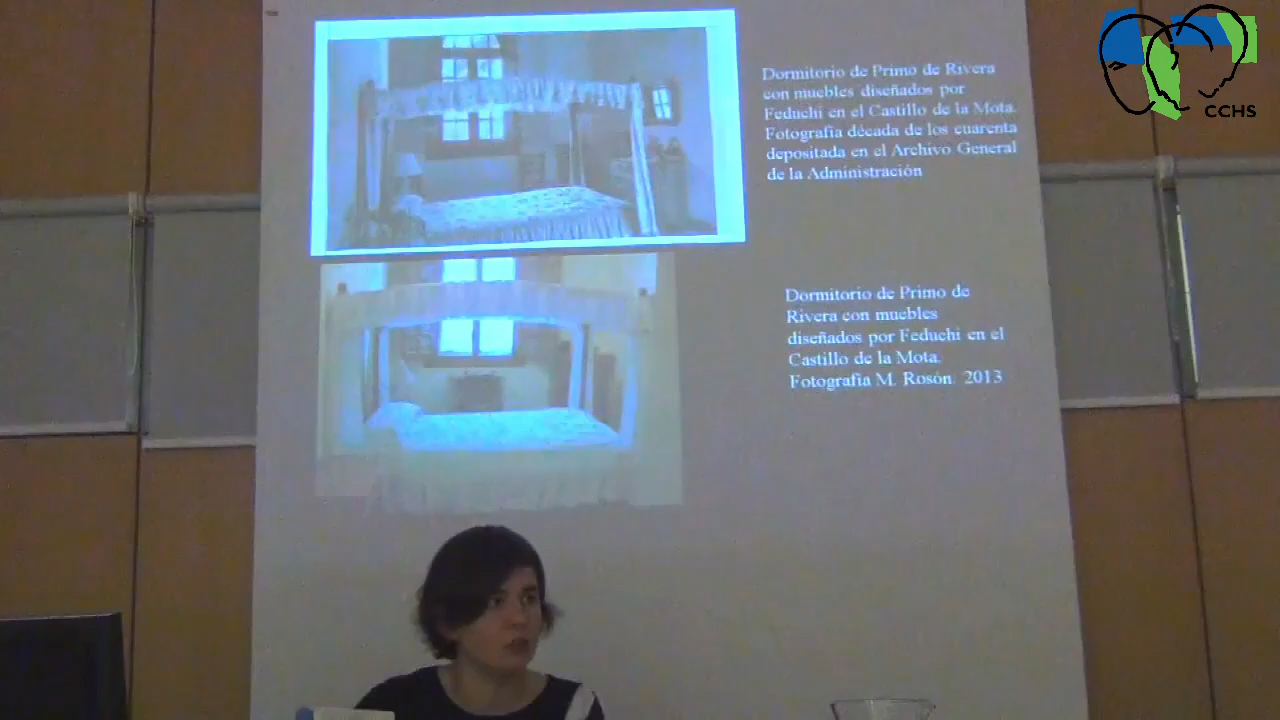 Dormitorio de Primo de Rivera
con muebles diseñados por
Feduchi en el Castillo de la Mota.
Fotografía década de los cuarenta
depositada en el Archivo General
de la Administración
Dormitorio de Primo de
Rivera con muebles
diseñados por Feduchi en el
Castillo de la Mota.
Fotografía M. Rosón. 2013
CCHS